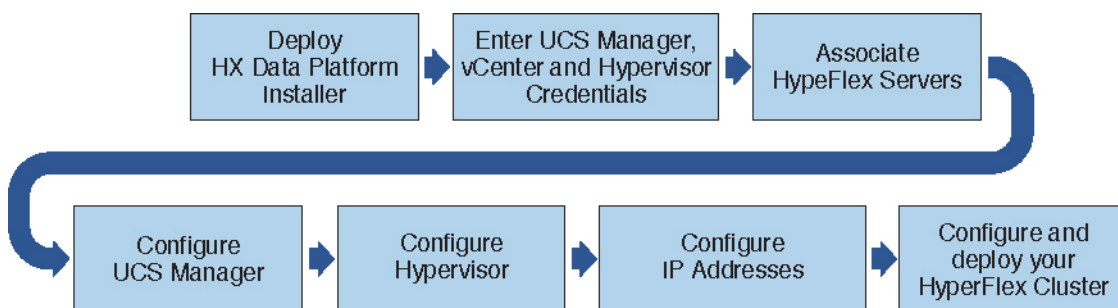 Deploy
HX Data Platform
Installer
Enter UCS Manager,
vCenter and Hypervisor
Credentials
Associate
HypeFlex Servers
Configure
UCS Manager
Configure
Hypervisor
Configure
IP Addresses
Configure and
deploy your
HyperFlex Cluster